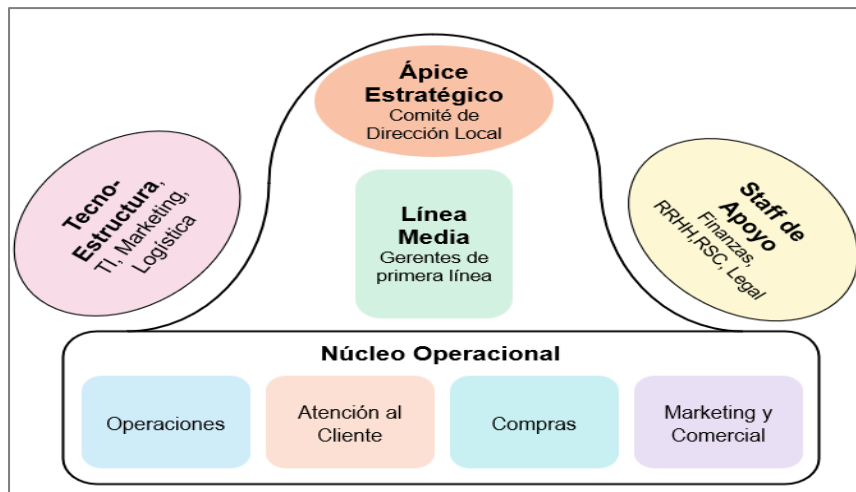 Ápice
Estratégico
Comité de
Dirección Local
Tecno-
Estructura,
TI, Marketing,
Logística
Línea
Media
Gerentes de
primera línea
Staff de
Apoyo
Finanzas,
RRHH,RSC, Legal
Núcleo Operacional
Operaciones
Atención al
Cliente
Compras
Marketing y
Comercial